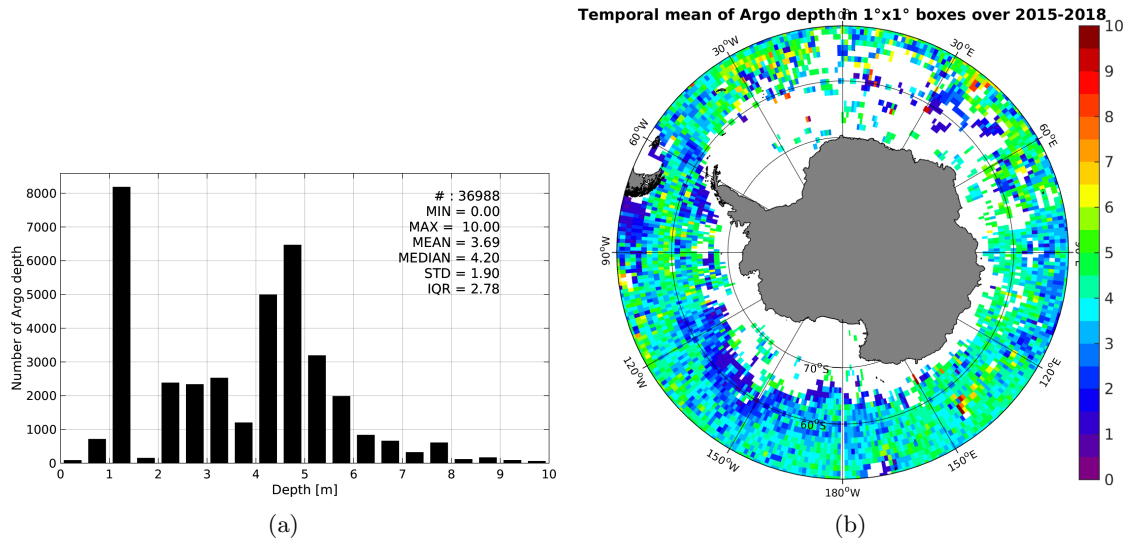 Temporal mean of Argo depth in 1°x1° boxes over 2015-2018
8000
7000
6000
5000
4000
3000
2000
1000
0
Number of Argo depth
# : 36988
MIN = 0.00
MAX = 10.00
MEAN = 3.69
MEDIAN = 4.20
STD = 1.90
IQR = 2.78
0 1 2 3 4 5 6 7 8 9 10
Depth [m]
(a)
30°W
30°E
60°W
60°E
90°W
120°W
120°E
150°W
150°E
180°W
70°S
60°S
10
9
8
7
6
5
4
3
2
1
0
(b)